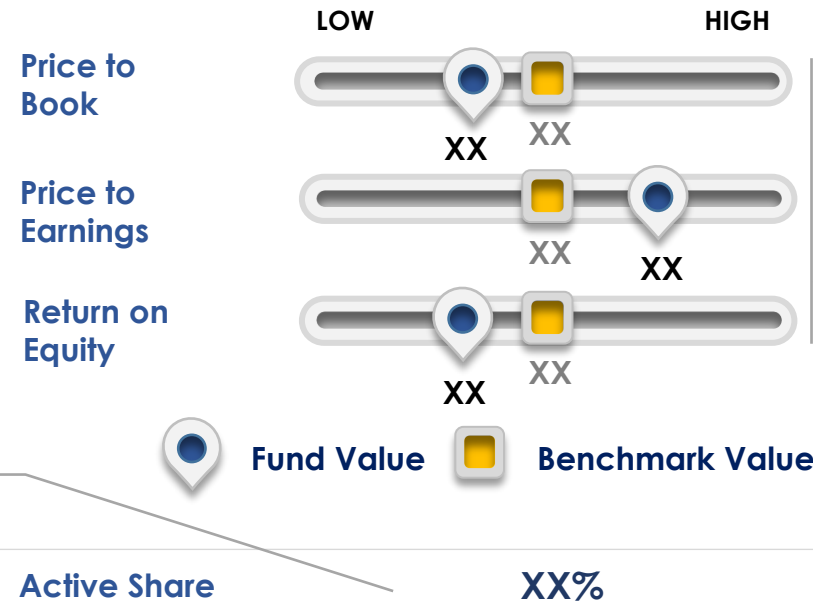 LOW HIGH
Price to
Book
XX
XX
Price to
Earnings
XX
XX
Return on
Equity
XX
XX
Fund Value Benchmark Value
Active Share XX%